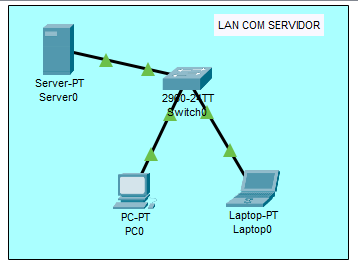 LAN COM SERVIDOR
Server-PT
Server0
2960-24TT
Switch0
PC-PT
PC0
Laptop-PT
Laptop0